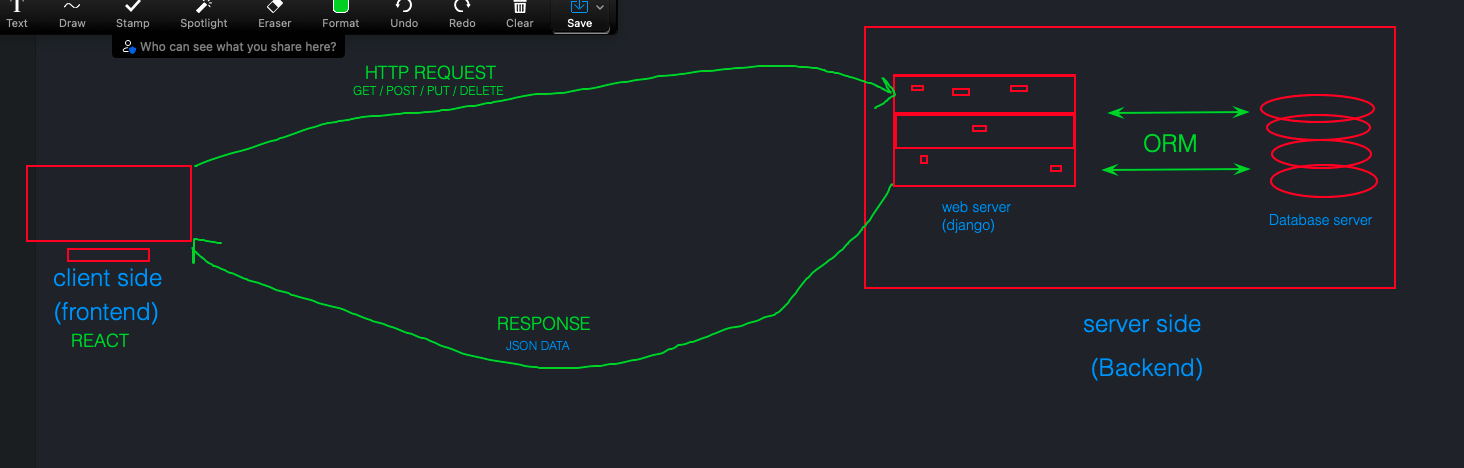 Text Draw Stamp Spotlight Eraser Format Undo Redo Clear Save
Who can see what you share here?
HTTP REQUEST
GET / POST / PUT / DELETE
ORM
web server
(django)
Database server
client side
(frontend)
REACT
RESPONSE
JSON DATA
server side
(Backend)